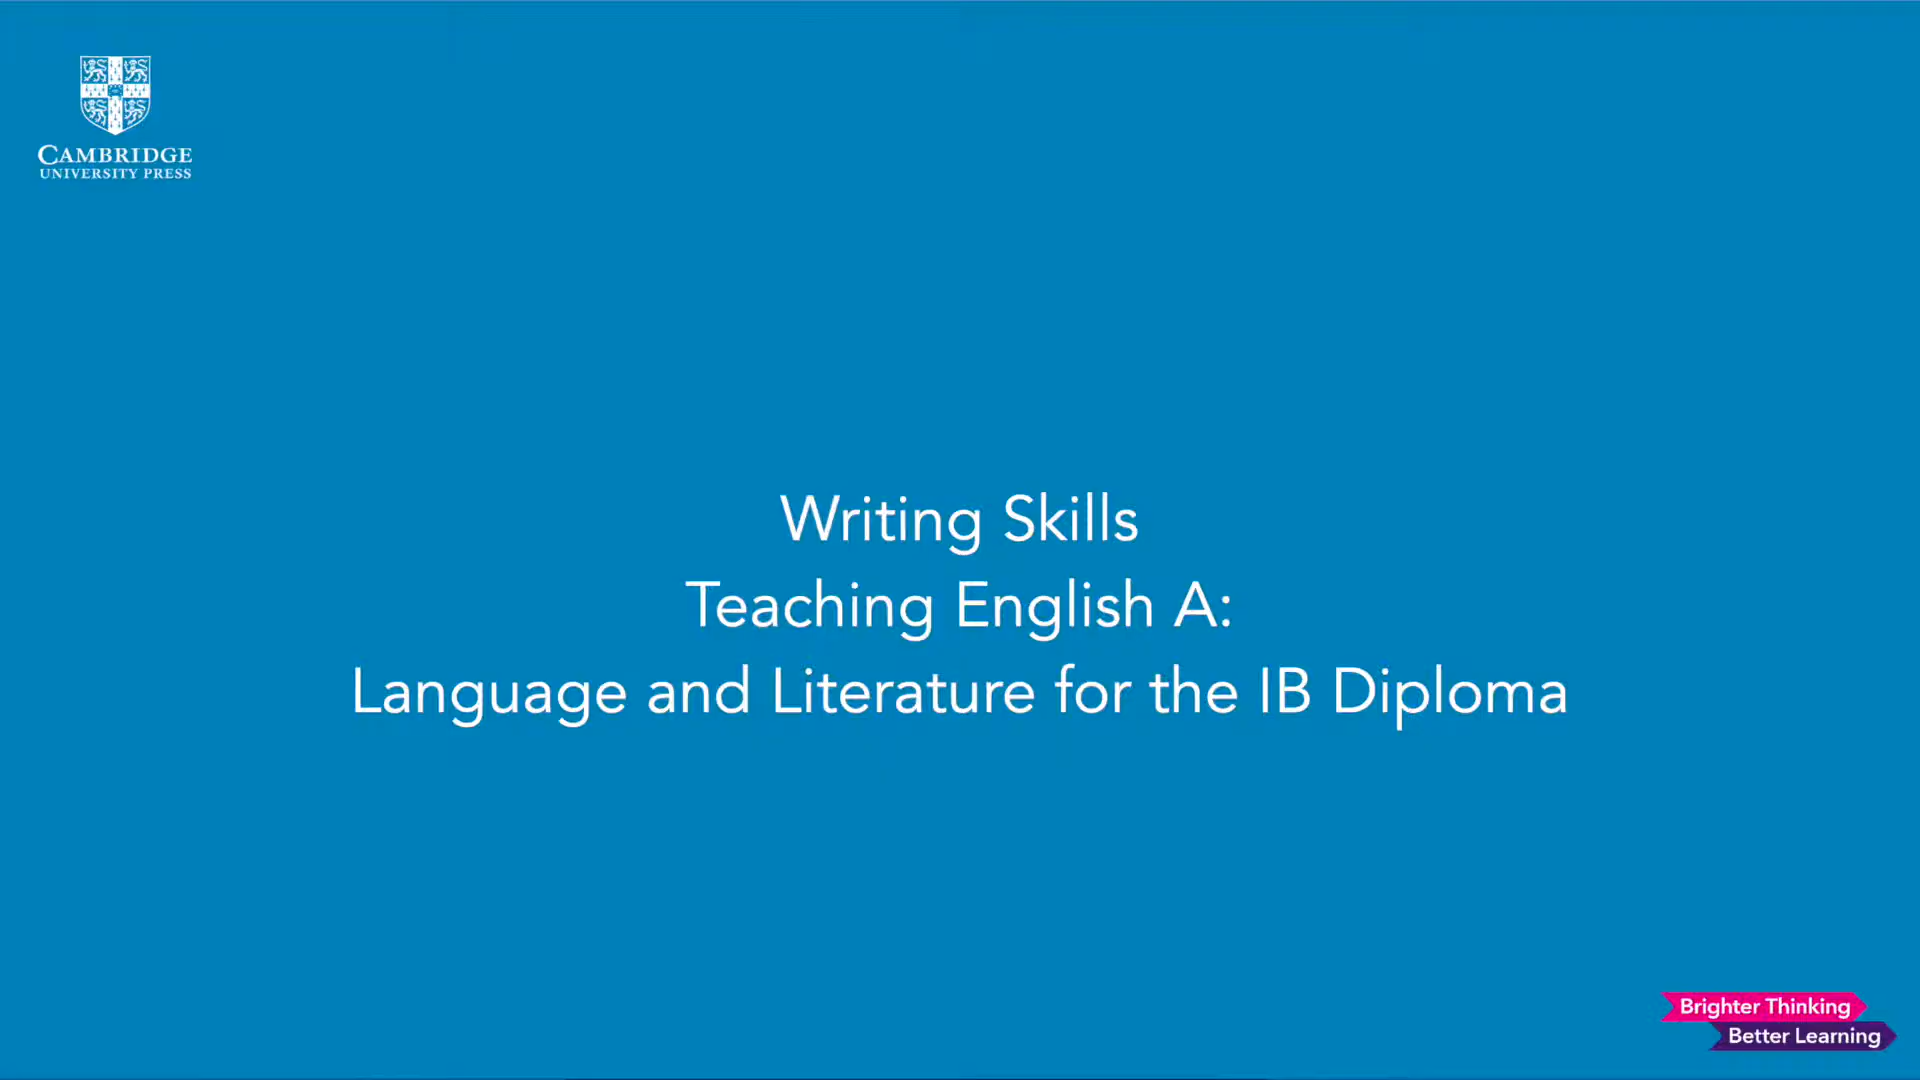 CAMBRIDGE
UNIVERSITY PRESS
Writing Skills
Teaching English A:
Language and Literature for the IB Diploma
Brighter Thinking
Better Learning